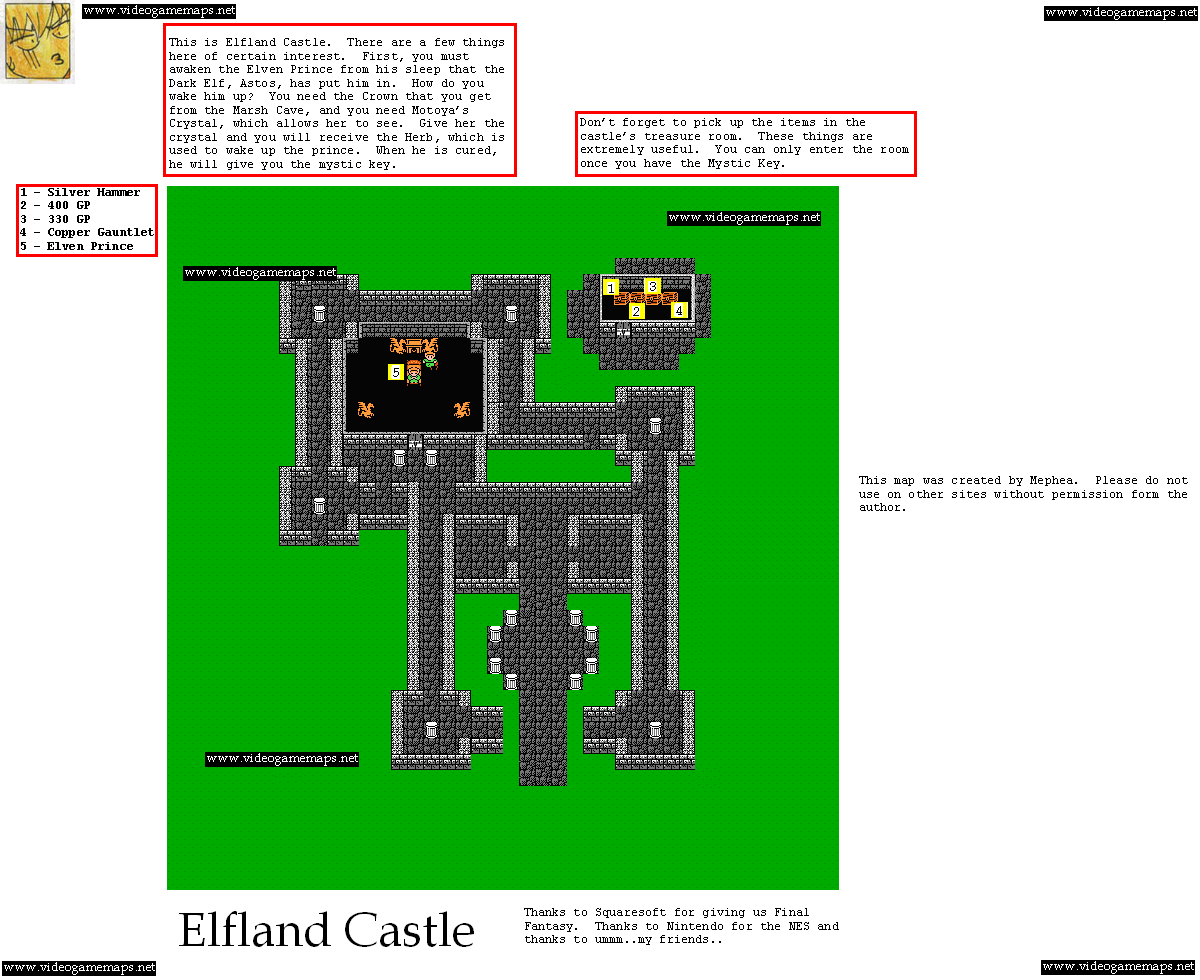 www.videogamemaps.net
www.videogamemaps.net
This is Elfland Castle.  There are a few things
here of certain interest.  First, you must
awaken the Elven Prince from his sleep that the
Dark Elf, Astos, has put him in.  How do you
wake him up?  You need the Crown that you get
from the Marsh Cave, and you need Motoya's
Crystal, which allows her to see.  Give her the
crystal and you will receive the Herb, which is
used to wake up the prince.  When he is cured,
he will give you the mystic key.
Don't forget to pick up the items in the
castle's treasure room.  These things are
extremely useful.  You can only enter the room
once you have the Mystic Key.
1 - Silver Hammer
2 - 400 GP
3 - 330 GP
4 - Copper Gauntlet
5 - Elven Prince
www.videogamemaps.net
www.videogamemaps.net
1
3
2
4
5
This map was created by Mephea.  Please do not
use on other sites without permission form the
author.
www.videogamemaps.net
Elfland Castle
Thanks to Squaresoft for giving us Final
Fantasy.  Thanks to Nintendo for the NES and
thanks to ummm..my friends..
www.videogamemaps.net
www.videogamemaps.net
3